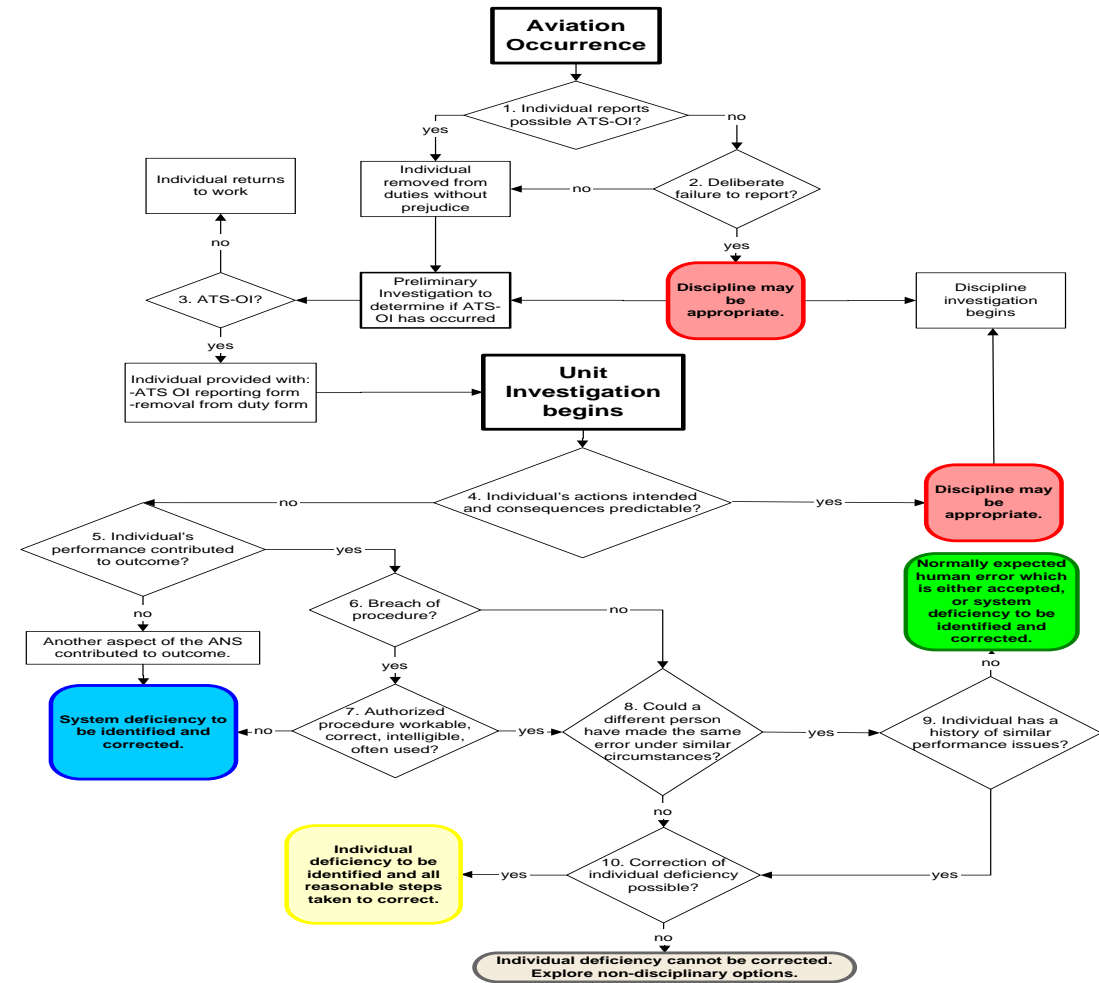 Aviation
Occurrence
1. Individual reports
possible ATS-OI?
yes
no
Individual
removed from
duties without
prejudice
no
2. Deliberate
failure to report?
yes
Individual returns
to work
no
3. ATS-OI?
yes
Preliminary
Investigation to
determine if ATS-
OI has occurred
Discipline may
be
appropriate.
Discipline
investigation
begins
Individual provided with:
-ATS OI reporting form
-removal from duty form
Unit
Investigation
begins
4. Individual's actions intended
and consequences predictable?
no
yes
Discipline may
be
appropriate.
5. Individual's
performance contributed
to outcome?
yes
no
6. Breach of
procedure?
no
yes
Another aspect of the ANS
contributed to outcome.
System deficiency to
be identified and
corrected.
no
7. Authorized
procedure workable,
correct, intelligible,
often used?
yes
8. Could a
different person
have made the same
error under similar
circumstances?
yes
no
9. Individual has a
history of similar
performance issues?
no
yes
Normally expected
human error which
is either accepted,
or system
deficiency to be
identified and
corrected.
10. Correction of
individual deficiency
possible?
yes
no
Individual
deficiency to be
identified and all
reasonable steps
taken to correct.
Individual deficiency cannot be corrected.
Explore non-disciplinary options.